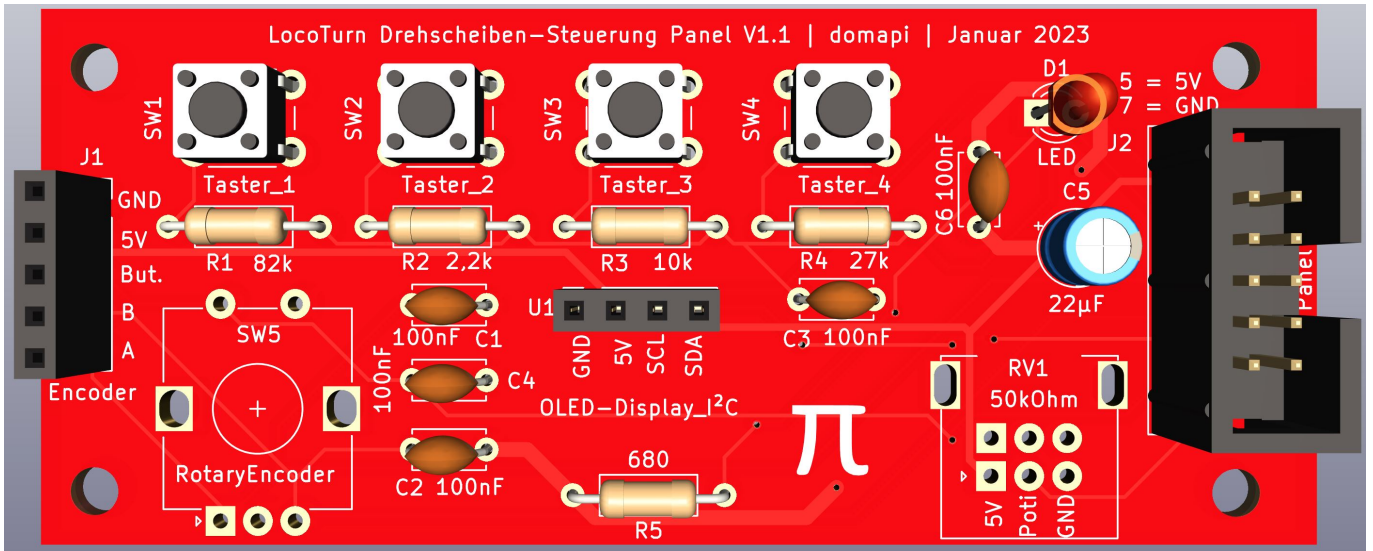 LocoTurn Drehscheiben-Steuerung Panel V1.1 | domapi | Januar 2023
SW1
SW2
SW3
SW4
D1
5 = 5V
7 = GND
LED
J2
J1
Taster_1
Taster_2
Taster_3
Taster_4
C6 100nF
GND
5V
But.
B
A
Encoder
R1 82k
R2 2,2k
R3 10k
R4 27k
C5
+
22µF
Panel
SW5
RotaryEncoder
100nF C1
100nF
C4
C2 100nF
U1
GND
5V
SCL
SDA
OLED-Display_I²C
C3 100nF
680
R5
π
RV1
50kOhm
5V
Poti
GND